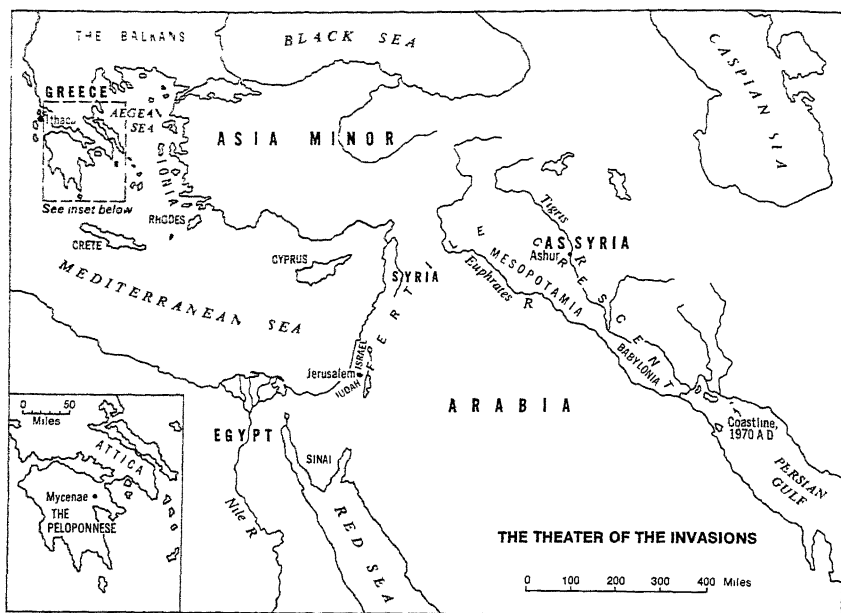 THE BALKANS
BLACK SEA
CASPIAN SEA
GREECE
AEGEAN
SEA
Ithaca
IONIA
ASIA MINOR
See inset below
RHODES
CRETE
CYPRUS
SYRIA
MEDITERRANEAN SEA
Tigris R
ASSYRIA
Ashur
MESOPOTAMIA
Euphrates R
FERTILE CRESCENT
BABYLONIA
ISRAEL
Jerusalem
JUDAH
ARABIA
Coastline,
1970 A D
PERSIAN
GULF
EGYPT
SINAI
Nile R
RED SEA
0 50
Miles
ATTICA
Mycenae
THE
PELOPONNESE
THE THEATER OF THE INVASIONS
0 100 200 300 400 Miles